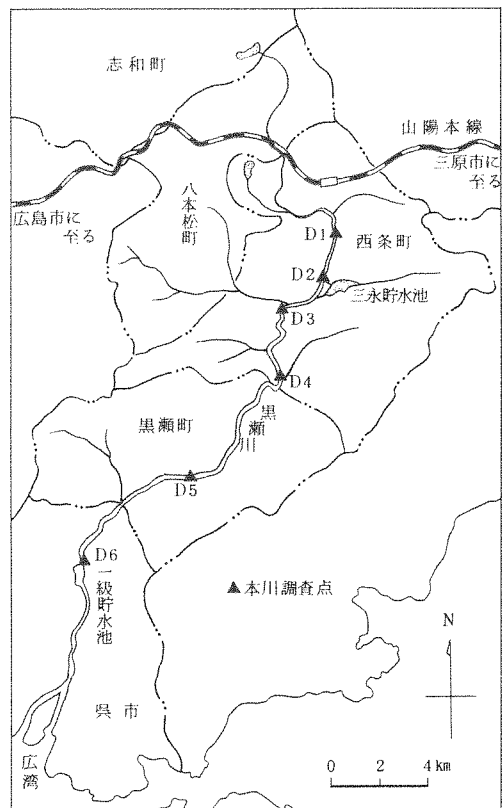 志和町
山陽本線
三原市に
至る
広島市に
至る
八本松町
D1
西条町
D2
三永貯水池
D3
D4
黒瀬町
黒瀬川
D5
D6
一級貯水池
▲本川調査点
N
呉市
広湾
0 2 4 km